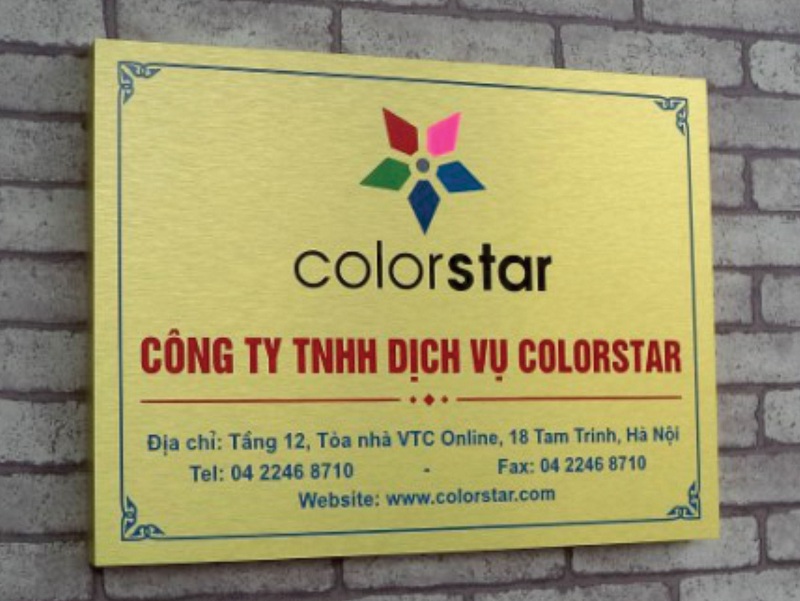 colorstar
CÔNG TY TNHH DỊCH VỤ COLORSTAR
Địa chỉ: Tầng 12, Tòa nhà VTC Online, 18 Tam Trinh, Hà Nội
Tel: 04 2246 8710 - Fax: 04 2246 8710
Website: www.colorstar.com